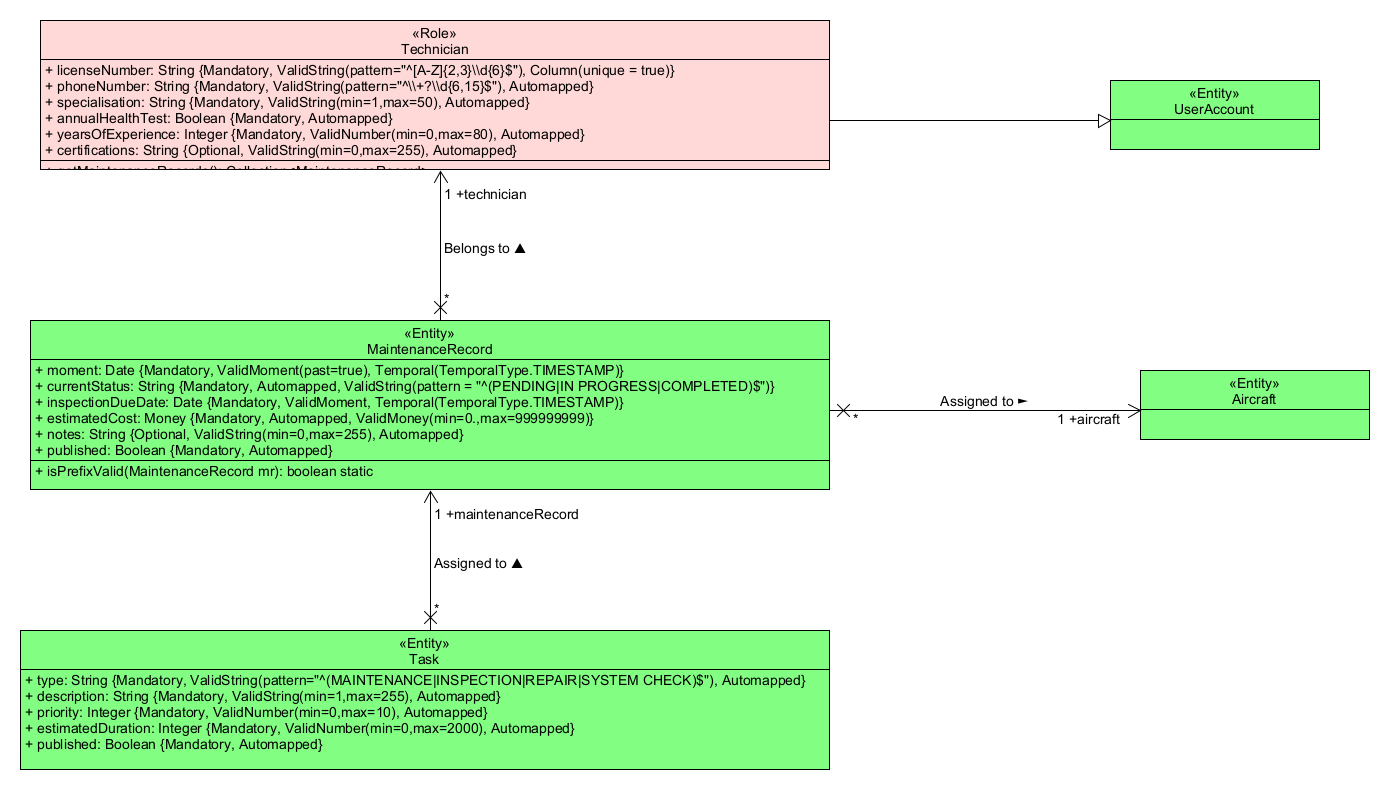 «Role»
Technician
+ licenseNumber: String {Mandatory, ValidString(pattern="^[A-Z]{2,3}\\d{6}$"), Column(unique = true)}
+ phoneNumber: String {Mandatory, ValidString(pattern="^\\+?\\d{6,15}$"), Automapped}
+ specialisation: String {Mandatory, ValidString(min=1,max=50), Automapped}
+ annualHealthTest: Boolean {Mandatory, Automapped}
+ yearsOfExperience: Integer {Mandatory, ValidNumber(min=0,max=80), Automapped}
+ certifications: String {Optional, ValidString(min=0,max=255), Automapped}
+ getMaintenanceRecords(): Collection<MaintenanceRecord>
«Entity»
UserAccount
1 +technician
Belongs to ▲
*
«Entity»
MaintenanceRecord
+ moment: Date {Mandatory, ValidMoment(past=true), Temporal(TemporalType.TIMESTAMP)}
+ currentStatus: String {Mandatory, Automapped, ValidString(pattern = "^(PENDING|IN PROGRESS|COMPLETED)$")}
+ inspectionDueDate: Date {Mandatory, ValidMoment, Temporal(TemporalType.TIMESTAMP)}
+ estimatedCost: Money {Mandatory, Automapped, ValidMoney(min=0.,max=999999999)}
+ notes: String {Optional, ValidString(min=0,max=255), Automapped}
+ published: Boolean {Mandatory, Automapped}
+ isPrefixValid(MaintenanceRecord mr): boolean static
Assigned to ►
*
1 +aircraft
«Entity»
Aircraft
1 +maintenanceRecord
Assigned to ▲
*
«Entity»
Task
+ type: String {Mandatory, ValidString(pattern="^(MAINTENANCE|INSPECTION|REPAIR|SYSTEM CHECK)$"), Automapped}
+ description: String {Mandatory, ValidString(min=1,max=255), Automapped}
+ priority: Integer {Mandatory, ValidNumber(min=0,max=10), Automapped}
+ estimatedDuration: Integer {Mandatory, ValidNumber(min=0,max=2000), Automapped}
+ published: Boolean {Mandatory, Automapped}